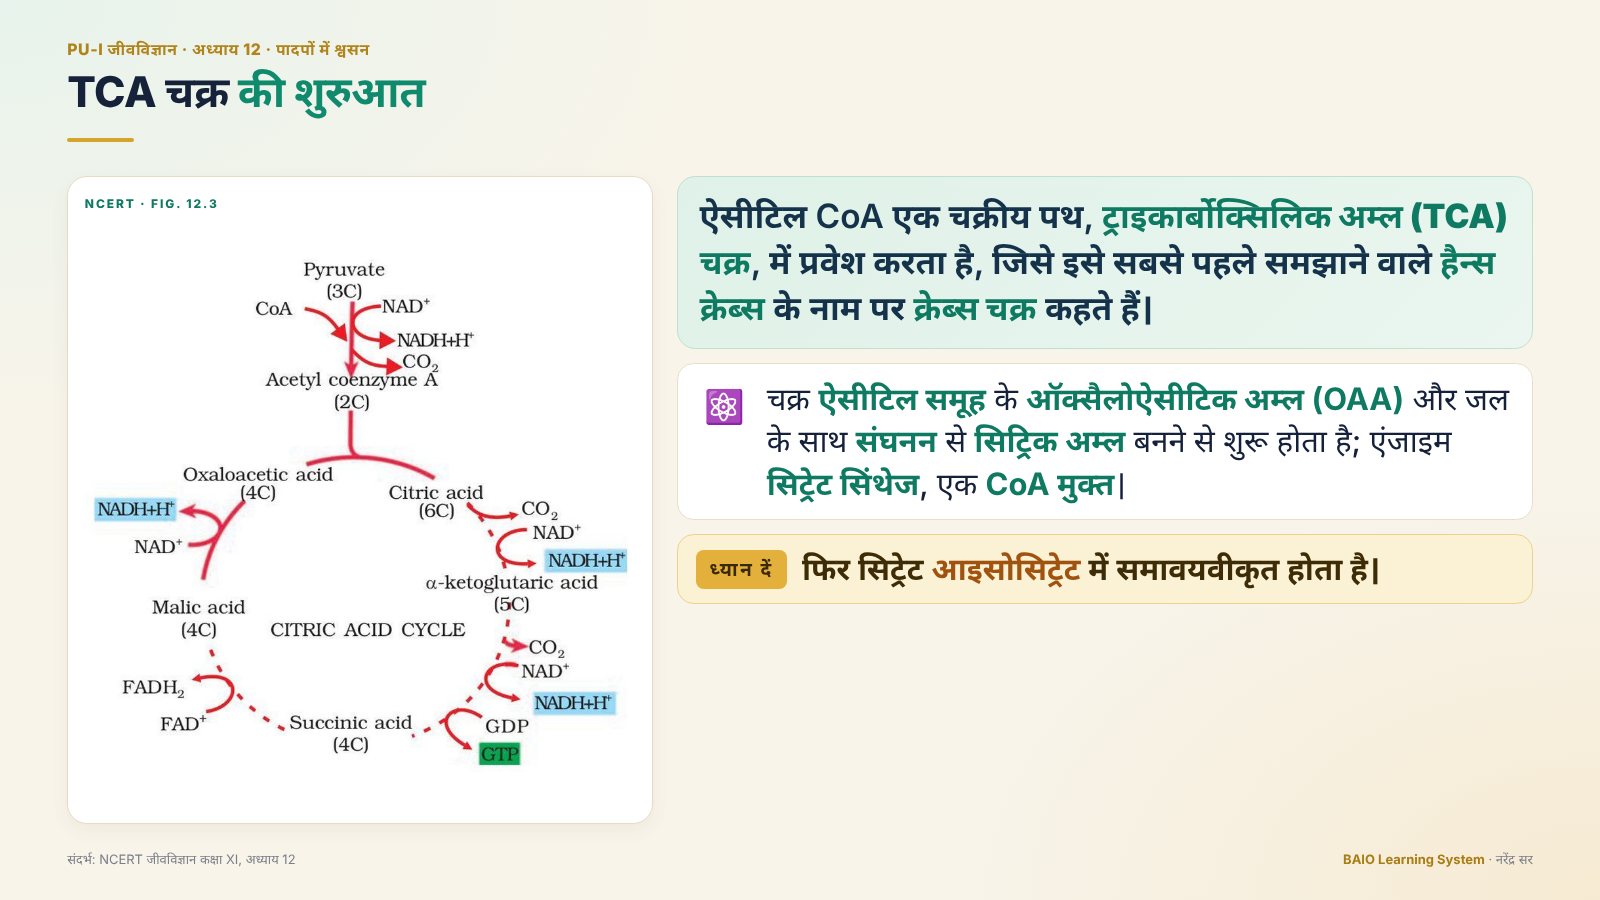 PU-I जीवविज्ञान · अध्याय 12 · पादपों में श्वसन
TCA चक्र की शुरुआत
NCERT · FIG. 12.3
Pyruvate
(3C)
CoA
NAD⁺
NADH+H⁺
CO₂
Acetyl coenzyme A
(2C)
Oxaloacetic acid
(4C)
Citric acid
(6C)
NADH+H⁺
CO₂
NAD⁺
NAD⁺
NADH+H⁺
α-ketoglutaric acid
(5C)
Malic acid
(4C)
CITRIC ACID CYCLE
CO₂
NAD⁺
FADH₂
NADH+H⁺
FAD⁺
Succinic acid
(4C)
GDP
GTP
ऐसीटिल CoA एक चक्रीय पथ, ट्राइकार्बोक्सिलिक अम्ल (TCA)
चक्र, में प्रवेश करता है, जिसे इसे सबसे पहले समझाने वाले हैन्स
क्रेब्स के नाम पर क्रेब्स चक्र कहते हैं|
चक्र ऐसीटिल समूह के ऑक्सैलोऐसीटिक अम्ल (OAA) और जल
के साथ संघनन से सिट्रिक अम्ल बनने से शुरू होता है; एंजाइम
सिट्रेट सिंथेज, एक CoA मुक्त|
ध्यान दें फिर सिट्रेट आइसोसिट्रेट में समावयवीकृत होता है|
संदर्भ: NCERT जीवविज्ञान कक्षा XI, अध्याय 12
BAIO Learning System · नरेंद्र सर